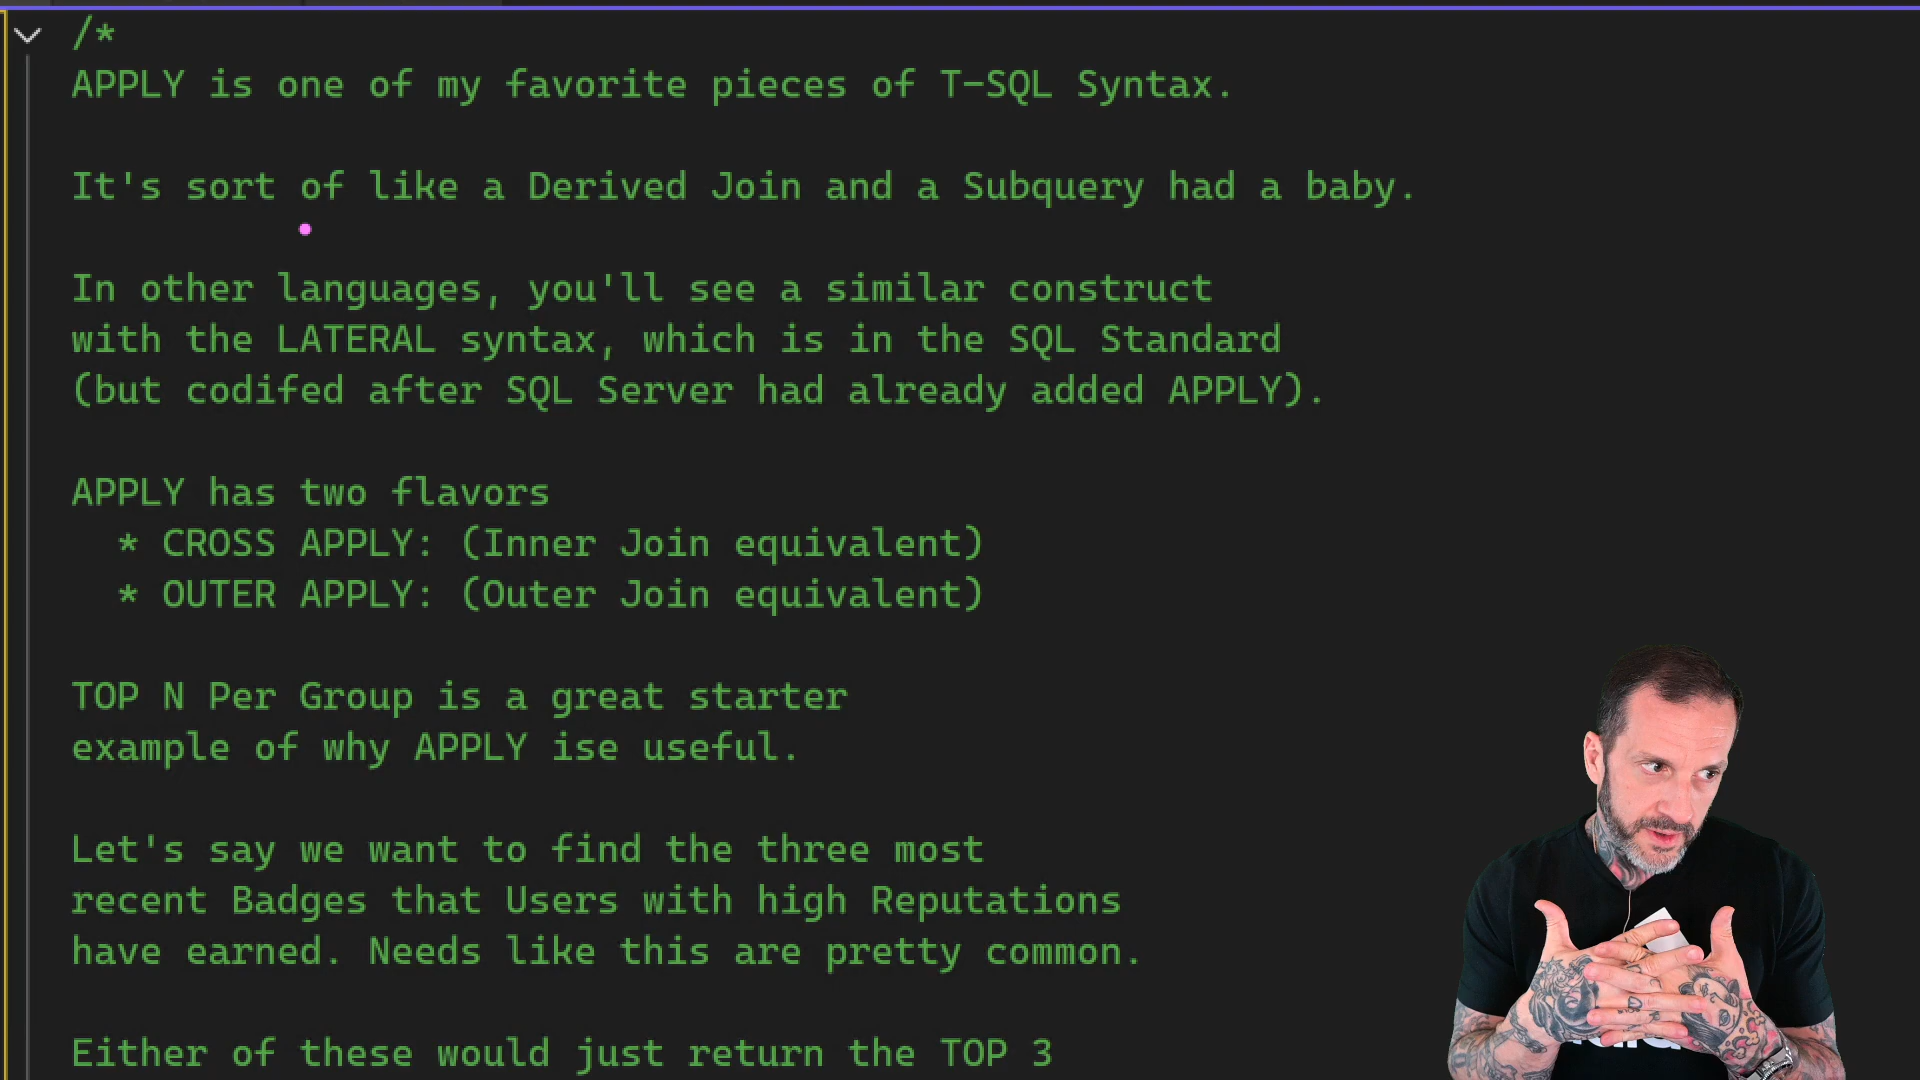 /*
APPLY is one of my favorite pieces of T-SQL Syntax.
It's sort of like a Derived Join and a Subquery had a baby.
In other languages, you'll see a similar construct
with the LATERAL syntax, which is in the SQL Standard
(but codifed after SQL Server had already added APPLY).
APPLY has two flavors
* CROSS APPLY: (Inner Join equivalent)
* OUTER APPLY: (Outer Join equivalent)
TOP N Per Group is a great starter
example of why APPLY ise useful.
Let's say we want to find the three most
recent Badges that Users with high Reputations
have earned. Needs like this are pretty common.
Either of these would just return the TOP 3